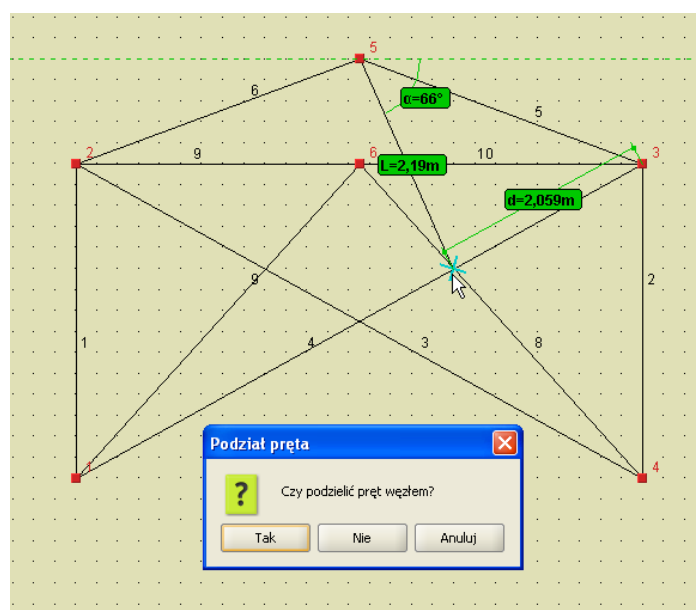 5
6
α=66°
5
2
9
6
L=2,19m
10
3
d=2,059m
9
2
1
4
3
8
1
4
Podział pręta
Czy podzielić pręt węzłem?
Tak
Nie
Anuluj